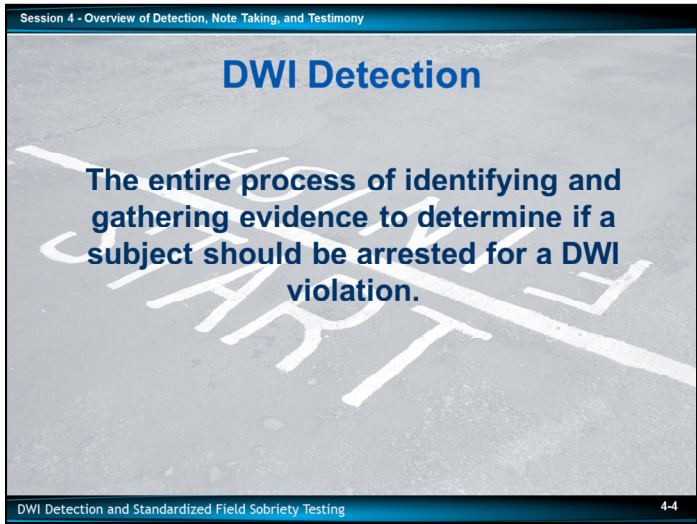 Session 4 - Overview of Detection, Note Taking, and Testimony
DWI Detection
The entire process of identifying and
gathering evidence to determine if a
subject should be arrested for a DWI
violation.
FINISH
START
DWI Detection and Standardized Field Sobriety Testing
4-4